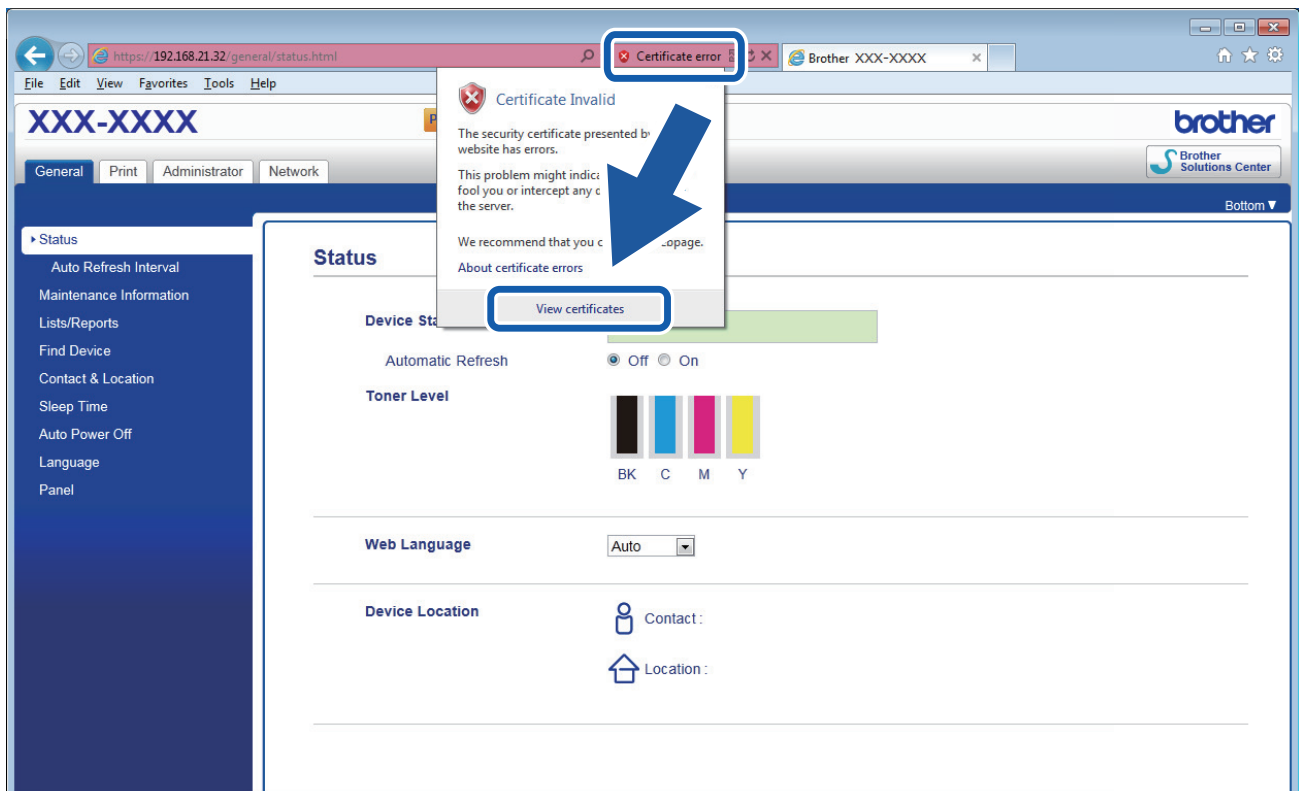 https://192.168.21.32/general/status.html
Certificate error
Brother XXX-XXXX
File Edit View Favorites Tools Help
Certificate Invalid
The security certificate presented
website has errors.
This problem might
fool you or intercept any
the server.
We recommend that you
About certificate errors
View certificates
XXX-XXXX
brother
Brother
Solutions Center
General Print Administrator Network
Bottom▼
Status
Auto Refresh Interval
Maintenance Information
Lists/Reports
Find Device
Contact & Location
Sleep Time
Auto Power Off
Language
Panel
Status
Device
Automatic Refresh Off On
Toner Level
BK C M Y
Web Language Auto
Device Location Contact :
Location :